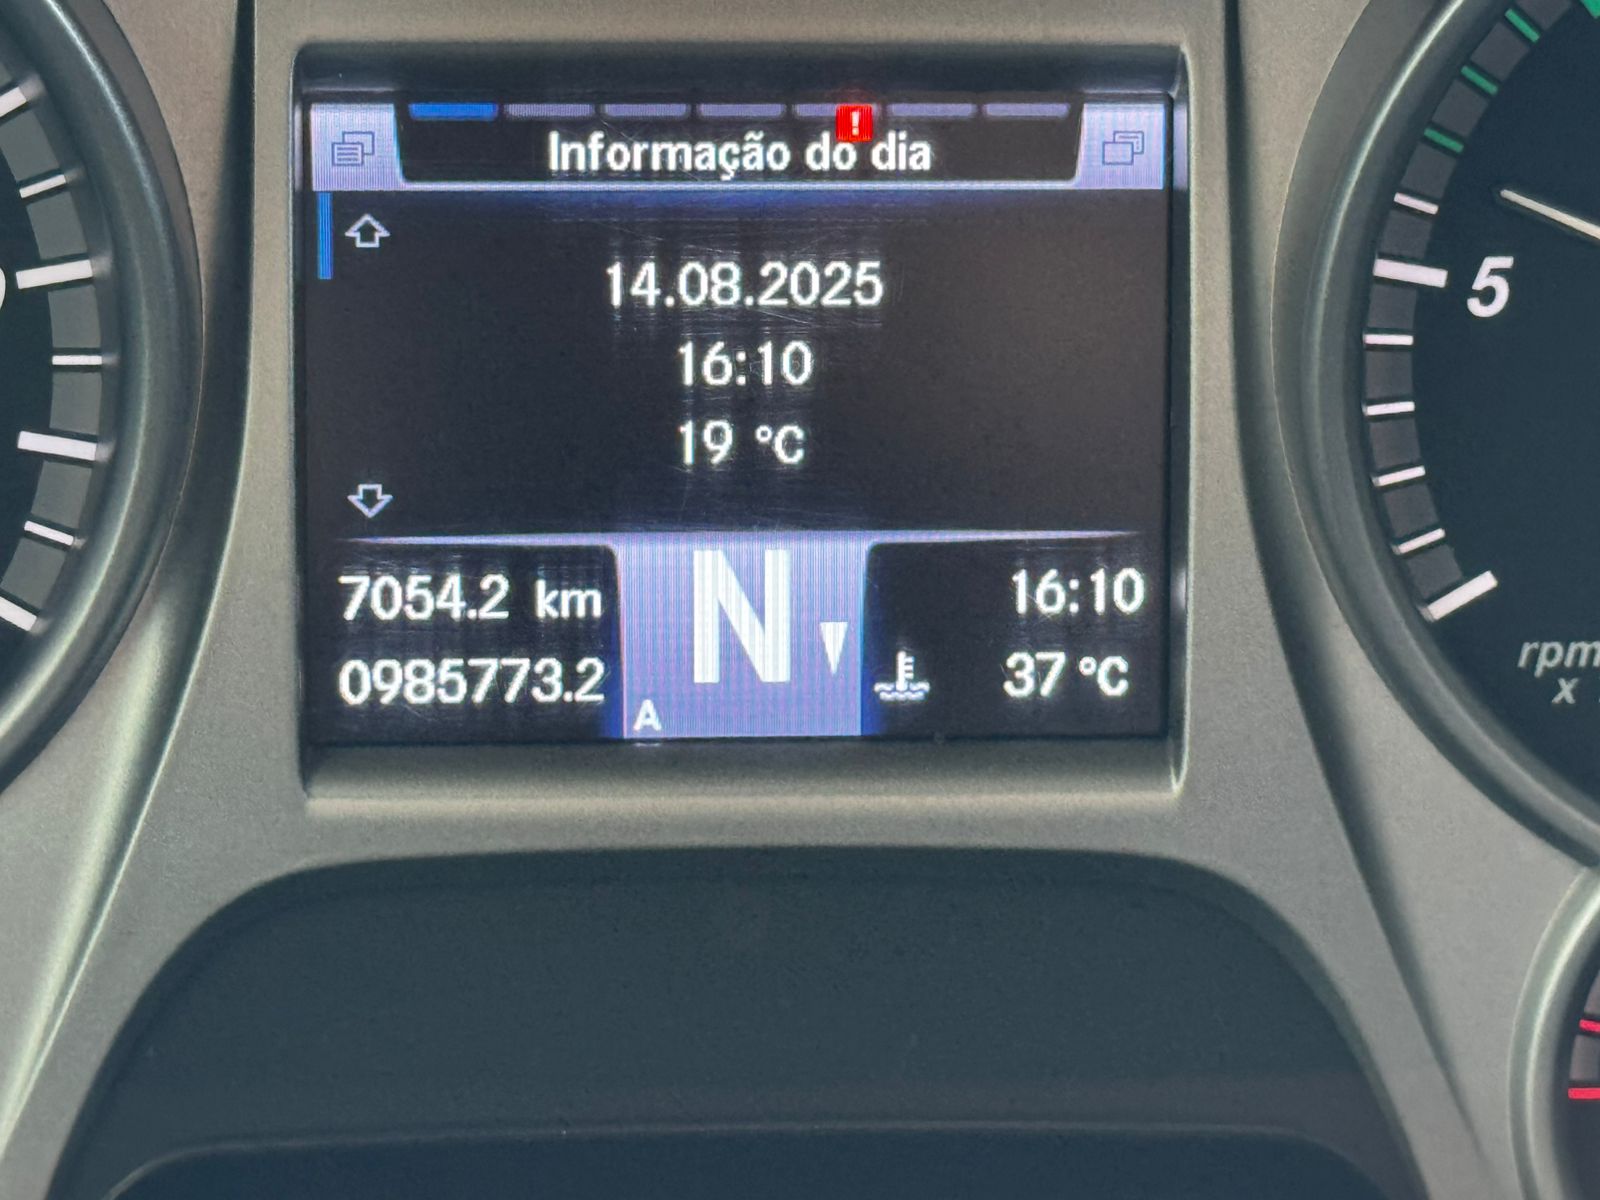 !
Informação do dia
14.08.2025
16:10
19 °C
7054.2 km
0985773.2
N
A
16:10
37 °C
5
rpm
x